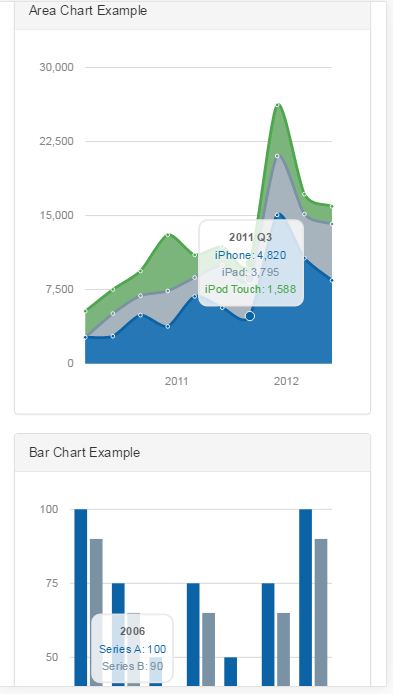 Area Chart Example
30,000
22,500
15,000
7,500
0
2011 Q3
iPhone: 4,820
iPad: 3,795
iPod Touch: 1,588
2011
2012
Bar Chart Example
100
75
50
2006
Series A: 100
Series B: 90